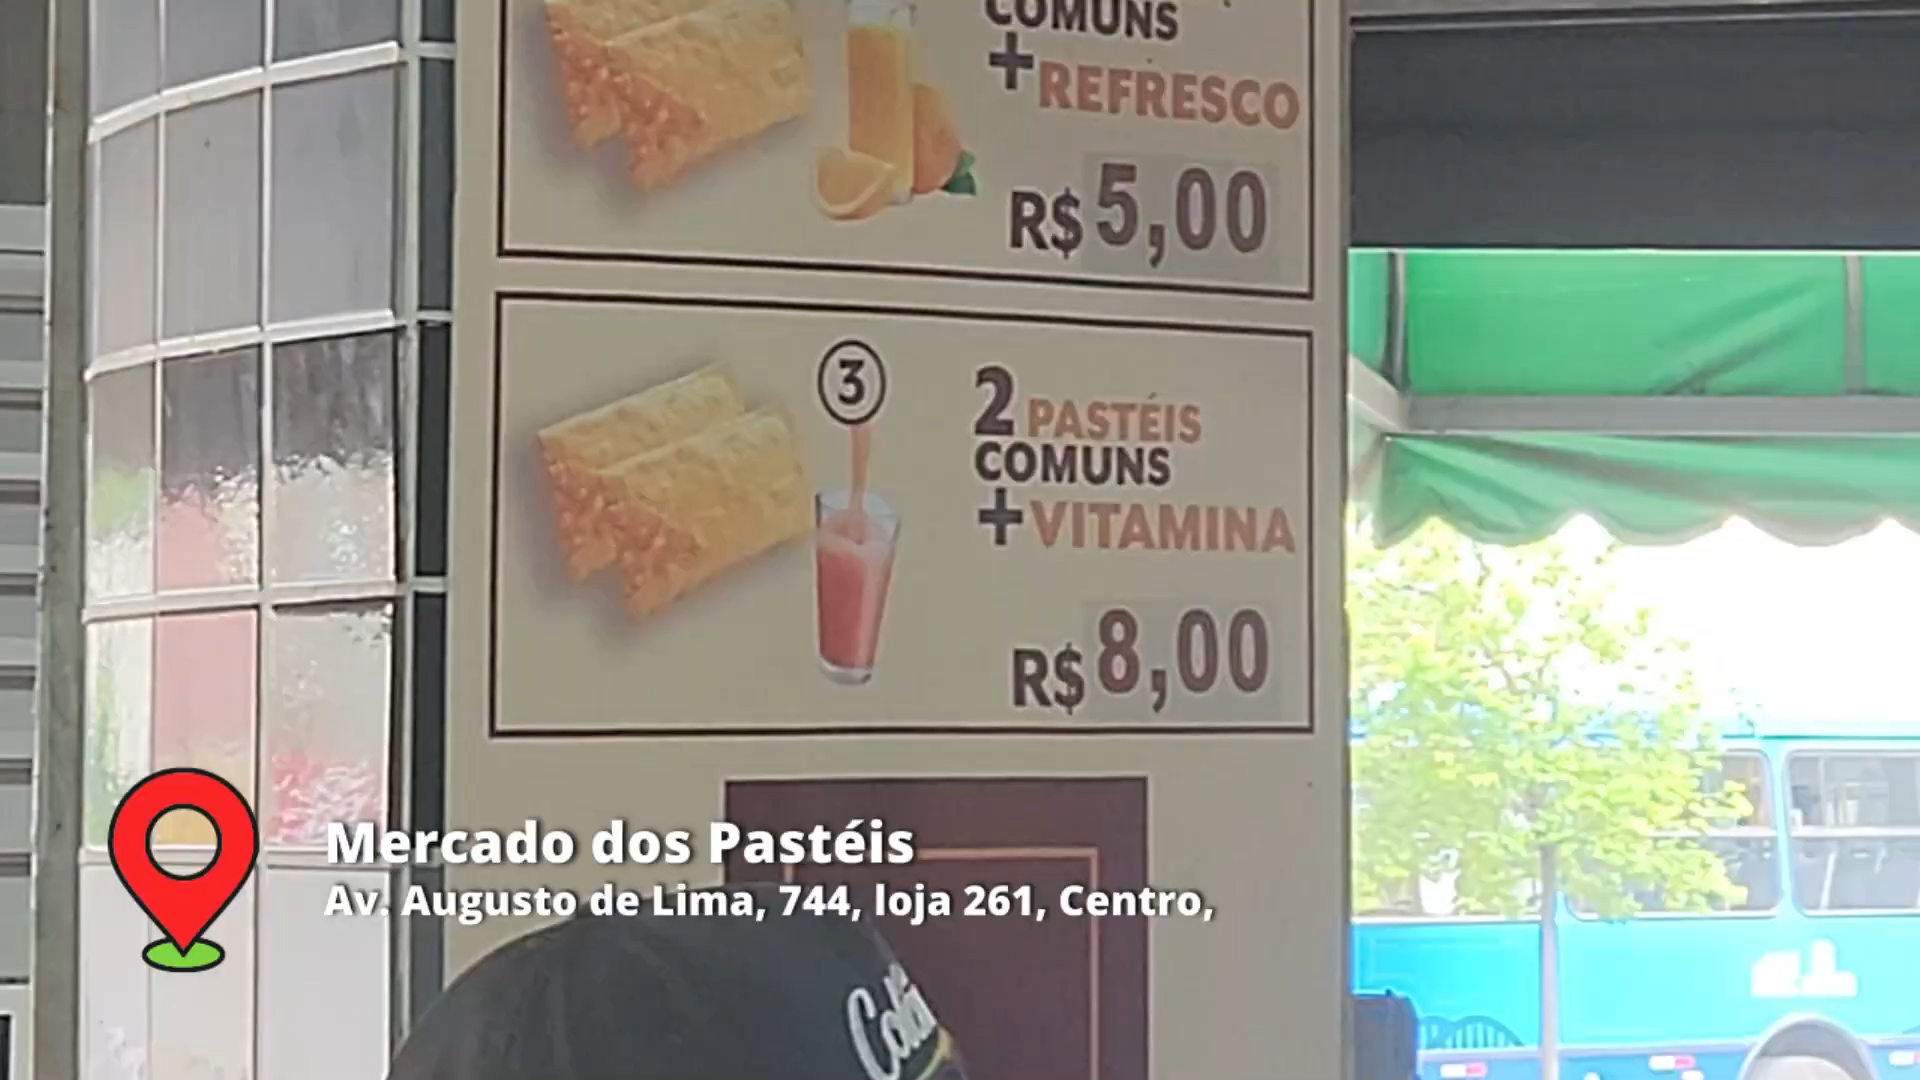 COMUNS
+REFRESCO
R$ 5,00
3
2 PASTÉIS
COMUNS
+VITAMINA
R$ 8,00
Mercado dos Pastéis
Av. Augusto de Lima, 744, loja 261, Centro,